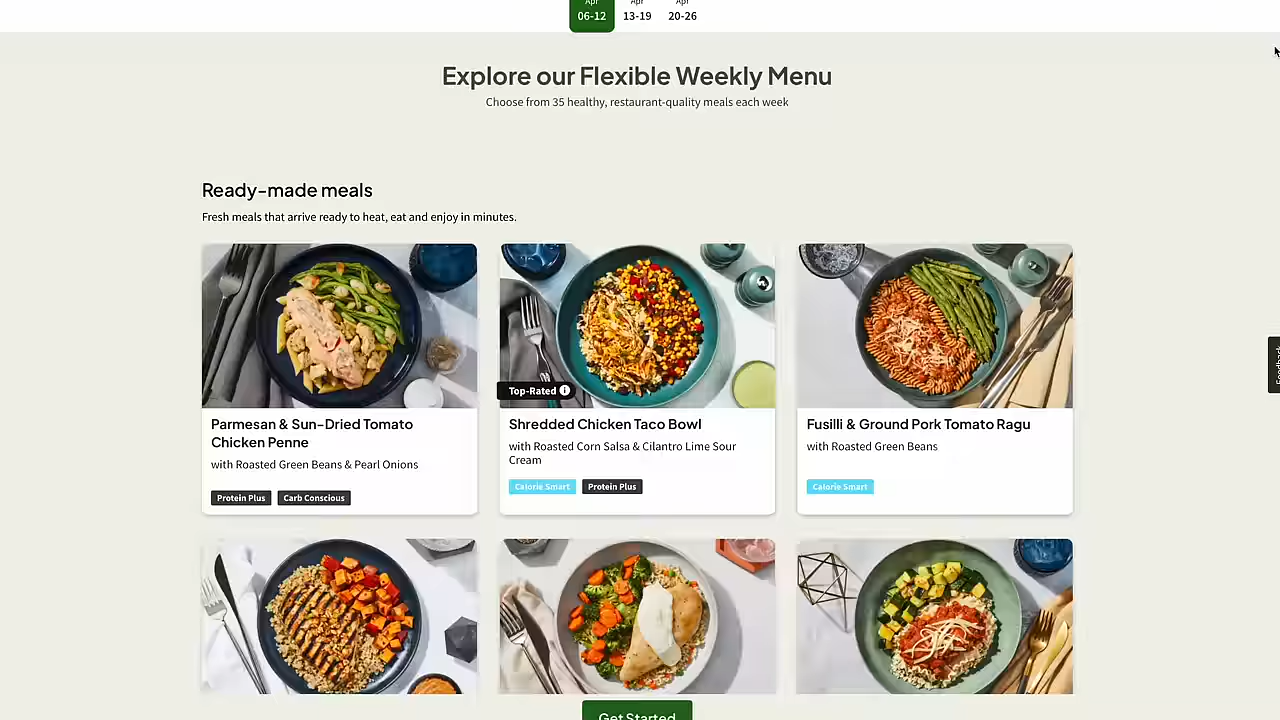 Apr Apr Apr
06-12 13-19 20-26
Explore our Flexible Weekly Menu
Choose from 35 healthy, restaurant-quality meals each week
Ready-made meals
Fresh meals that arrive ready to heat, eat and enjoy in minutes.
Feedback
Top-Rated
Parmesan & Sun-Dried Tomato
Chicken Penne
with Roasted Green Beans & Pearl Onions
Protein Plus Carb Conscious
Shredded Chicken Taco Bowl
with Roasted Corn Salsa & Cilantro Lime Sour
Cream
Calorie Smart Protein Plus
Fusilli & Ground Pork Tomato Ragu
with Roasted Green Beans
Calorie Smart
Get Started